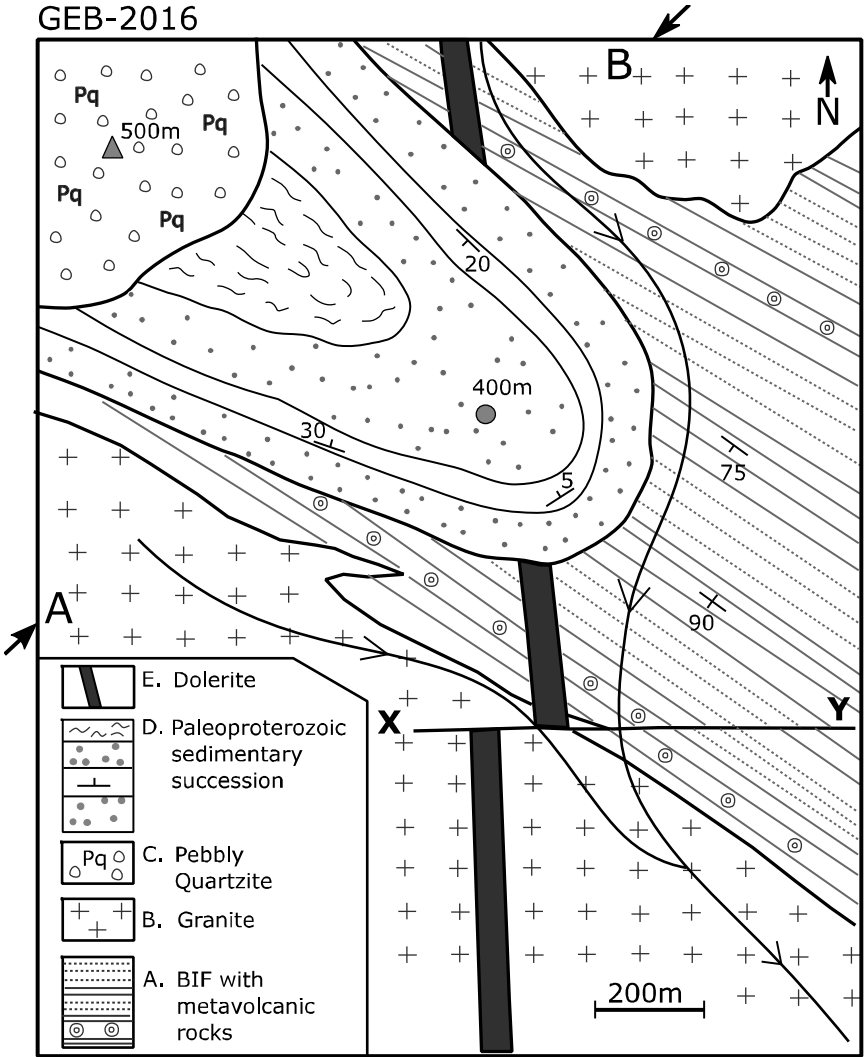 GEB-2016
B
N
Pq
500m
Pq
Pq
Pq
20
400m
30
5
75
90
A
X
Y
E. Dolerite
D. Paleoproterozoic
sedimentary
succession
Pq
C. Pebbly
Quartzite
B. Granite
A. BIF with
metavolcanic
rocks
200m